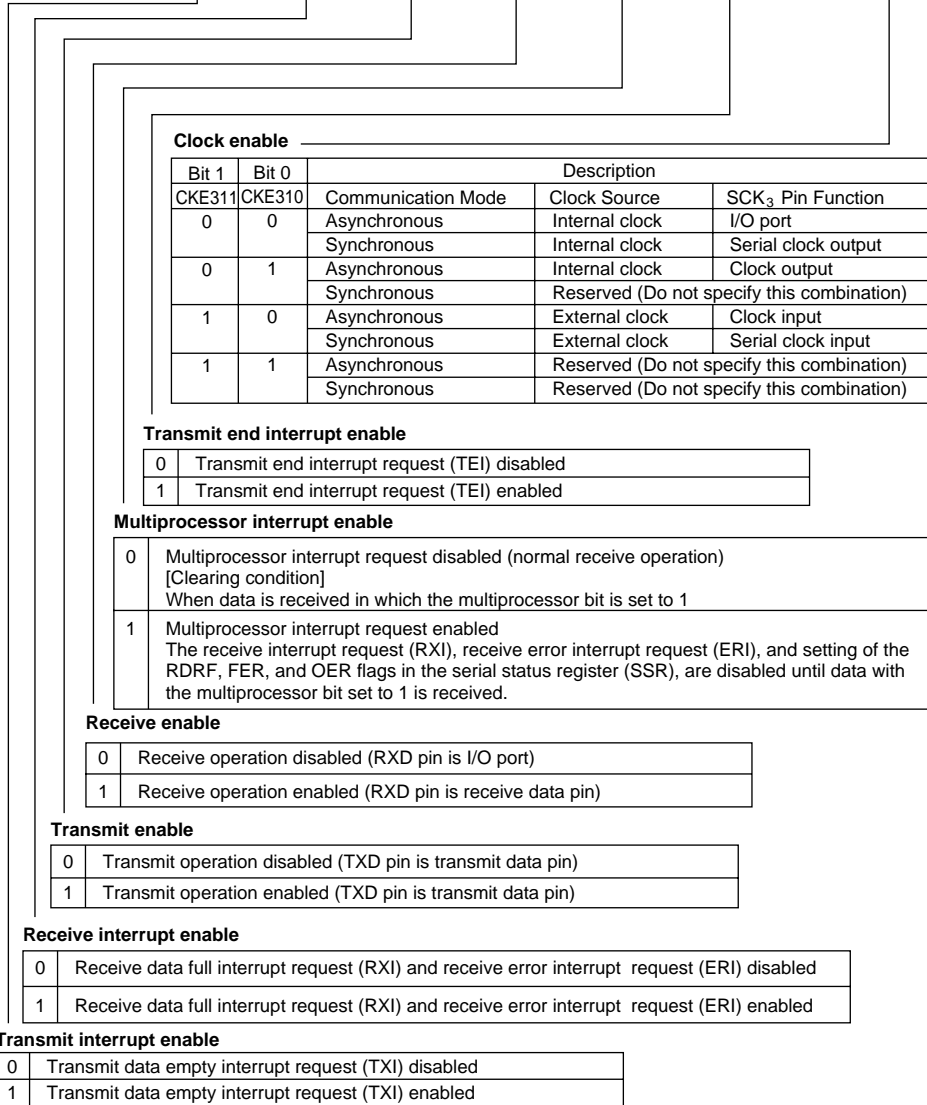 Clock enable
Bit 1 Bit 0 Description
CKE311 CKE310 Communication Mode Clock Source SCK₃ Pin Function
0 0 Asynchronous Internal clock I/O port
Synchronous Internal clock Serial clock output
0 1 Asynchronous Internal clock Clock output
Synchronous Reserved (Do not specify this combination)
1 0 Asynchronous External clock Clock input
Synchronous External clock Serial clock input
1 1 Asynchronous Reserved (Do not specify this combination)
Synchronous Reserved (Do not specify this combination)
Transmit end interrupt enable
0 Transmit end interrupt request (TEI) disabled
1 Transmit end interrupt request (TEI) enabled
Multiprocessor interrupt enable
0 Multiprocessor interrupt request disabled (normal receive operation)
[Clearing condition]
When data is received in which the multiprocessor bit is set to 1
1 Multiprocessor interrupt request enabled
The receive interrupt request (RXI), receive error interrupt request (ERI), and setting of the
RDRF, FER, and OER flags in the serial status register (SSR), are disabled until data with
the multiprocessor bit set to 1 is received.
Receive enable
0 Receive operation disabled (RXD pin is I/O port)
1 Receive operation enabled (RXD pin is receive data pin)
Transmit enable
0 Transmit operation disabled (TXD pin is transmit data pin)
1 Transmit operation enabled (TXD pin is transmit data pin)
Receive interrupt enable
0 Receive data full interrupt request (RXI) and receive error interrupt request (ERI) disabled
1 Receive data full interrupt request (RXI) and receive error interrupt request (ERI) enabled
Transmit interrupt enable
0 Transmit data empty interrupt request (TXI) disabled
1 Transmit data empty interrupt request (TXI) enabled